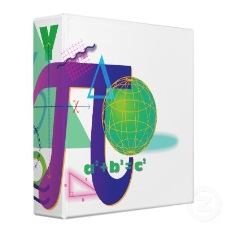 Y
π
x
a²+b²=c²